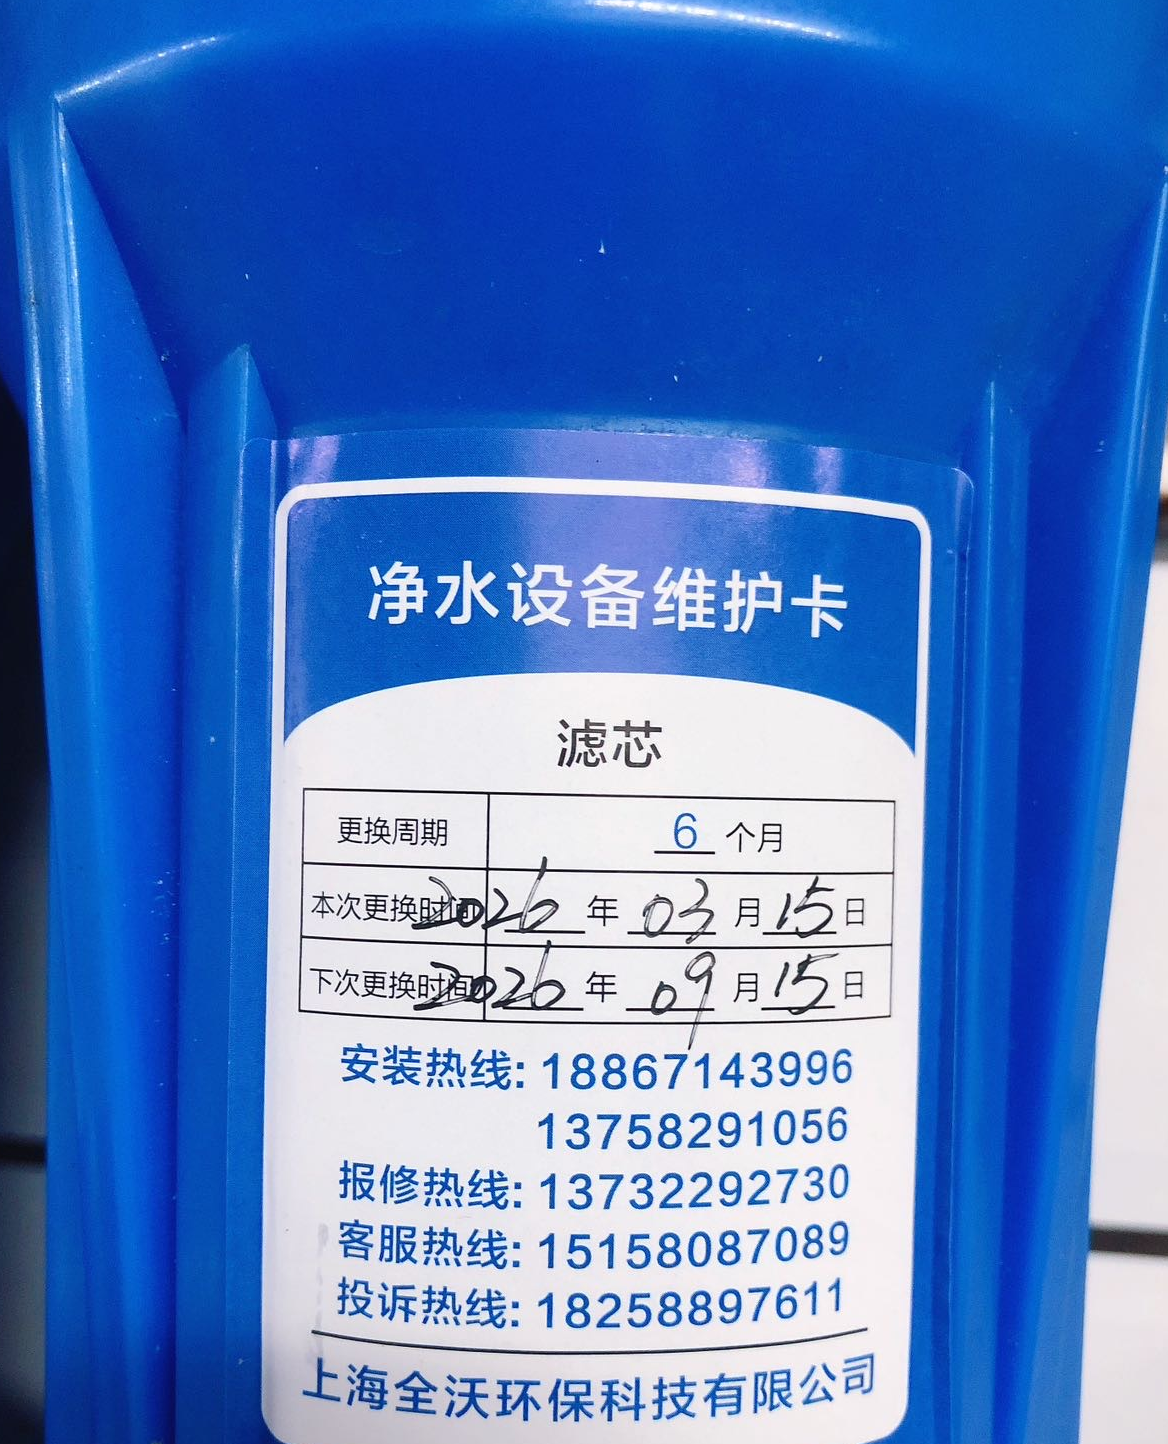 净水设备维护卡
滤芯
更换周期 6 个月
本次更换时间 2026 年 03 月 15 日
下次更换时间 2026 年 09 月 15 日
安装热线: 18867143996
13758291056
报修热线: 13732292730
客服热线: 15158087089
投诉热线: 18258897611
上海全沃环保科技有限公司